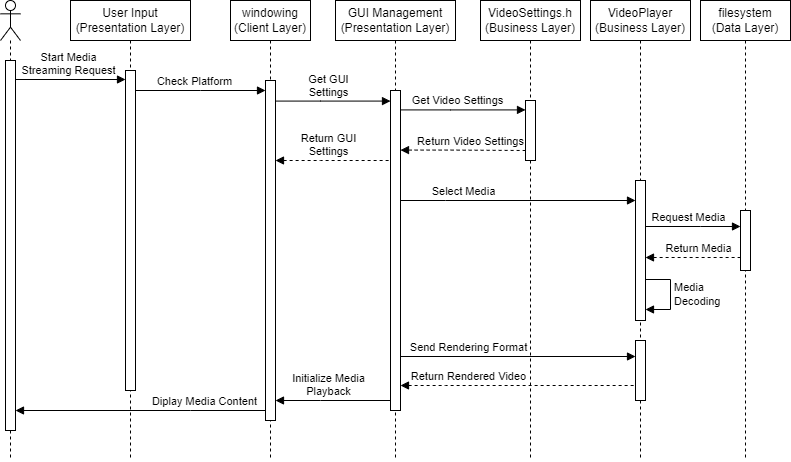 User Input
(Presentation Layer)
windowing
(Client Layer)
GUI Management
(Presentation Layer)
VideoSettings.h
(Business Layer)
VideoPlayer
(Business Layer)
filesystem
(Data Layer)
Start Media
Streaming Request
Check Platform
Get GUI
Settings
Get Video Settings
Return GUI
Settings
Return Video Settings
Select Media
Request Media
Return Media
Media
Decoding
Send Rendering Format
Return Rendered Video
Initialize Media
Playback
Diplay Media Content